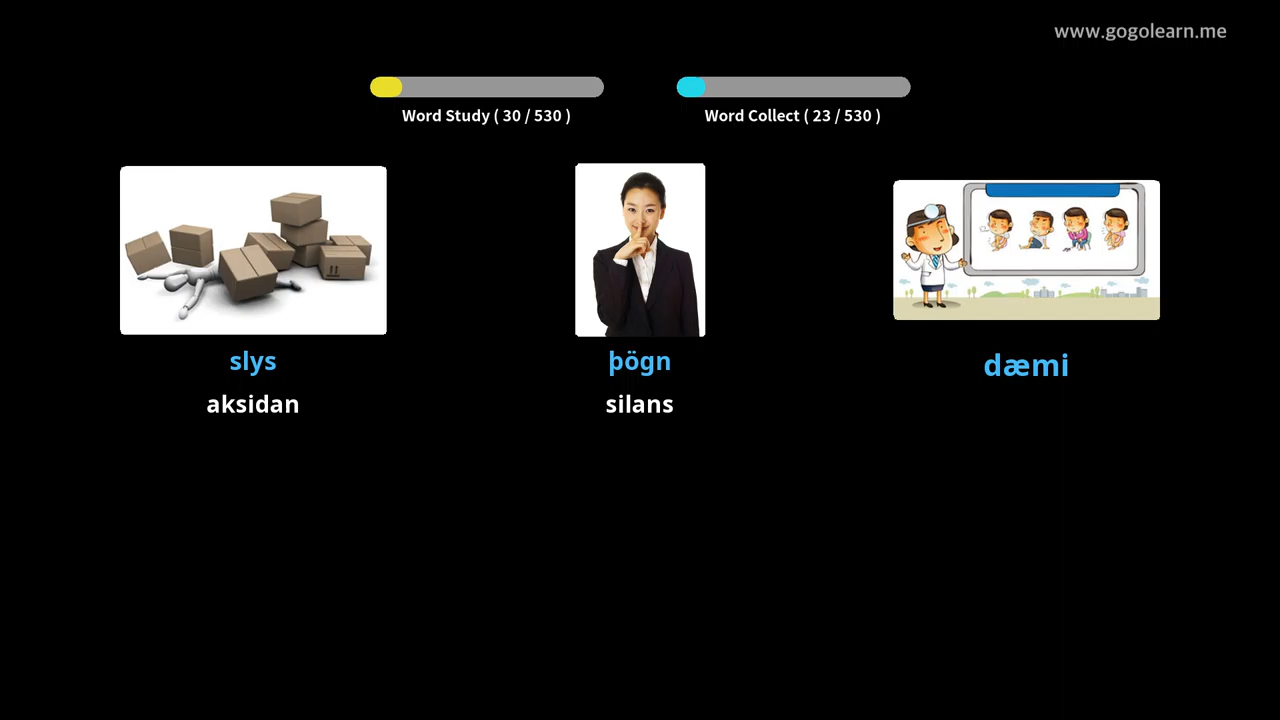 www.gogolearn.me
Word Study ( 30 / 530 )
Word Collect ( 23 / 530 )
slys
aksidan
þögn
silans
dæmi